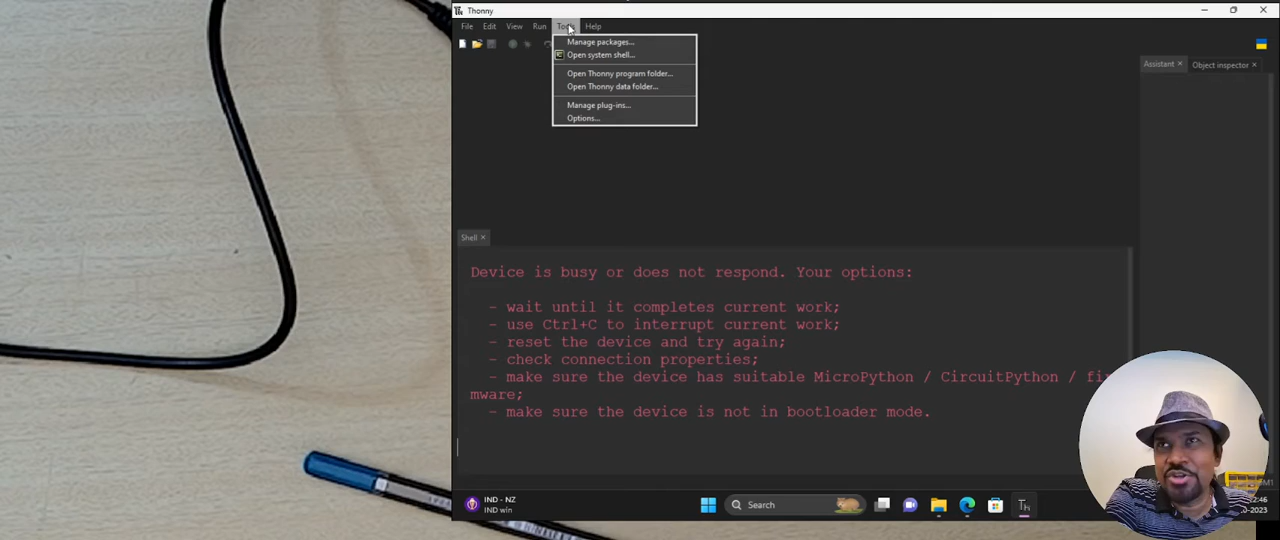 Thonny
File Edit View Run Tools Help
Manage packages...
Open system shell...
Open Thonny program folder...
Open Thonny data folder...
Manage plug-ins...
Options...
Assistant ×
Object inspector ×
Shell ×
Device is busy or does not respond. Your options:
- wait until it completes current work;
- use Ctrl+C to interrupt current work;
- reset the device and try again;
- check connection properties;
- make sure the device has suitable MicroPython / CircuitPython / fir
mware;
- make sure the device is not in bootloader mode.
IND - NZ
IND win
Search